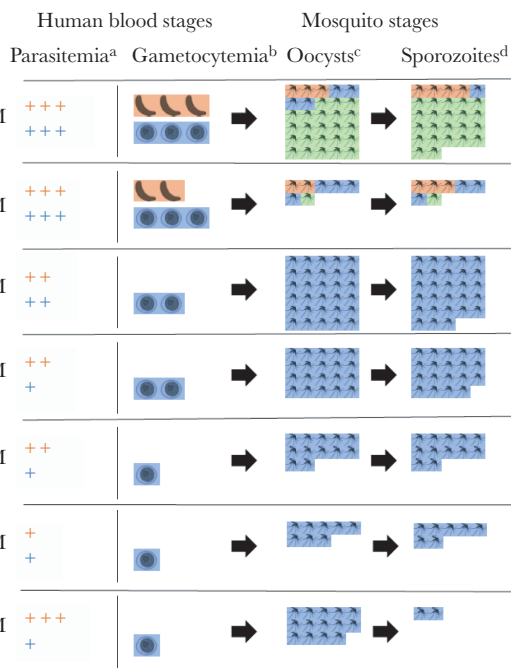 Human blood stages Mosquito stages
Parasitemiaᵃ Gametocytemiaᵇ Oocystsᶜ Sporozoitesᵈ
+ + +
+ + +
+ + +
+ + +
+ +
+ +
+ +
+
+ +
+
+
+
+ + +
+